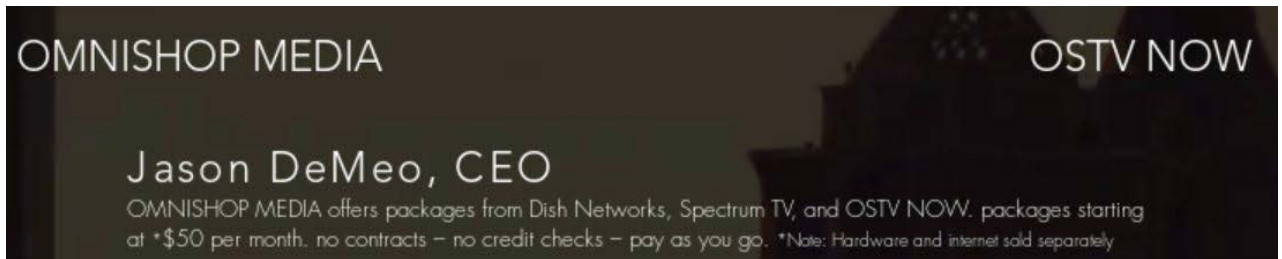 OMNISHOP MEDIA
OSTV NOW
Jason DeMeo, CEO
OMNISHOP MEDIA offers packages from Dish Networks, Spectrum TV, and OSTV NOW. packages starting
at *$50 per month. no contracts – no credit checks – pay as you go. *Note: Hardware and internet sold separately